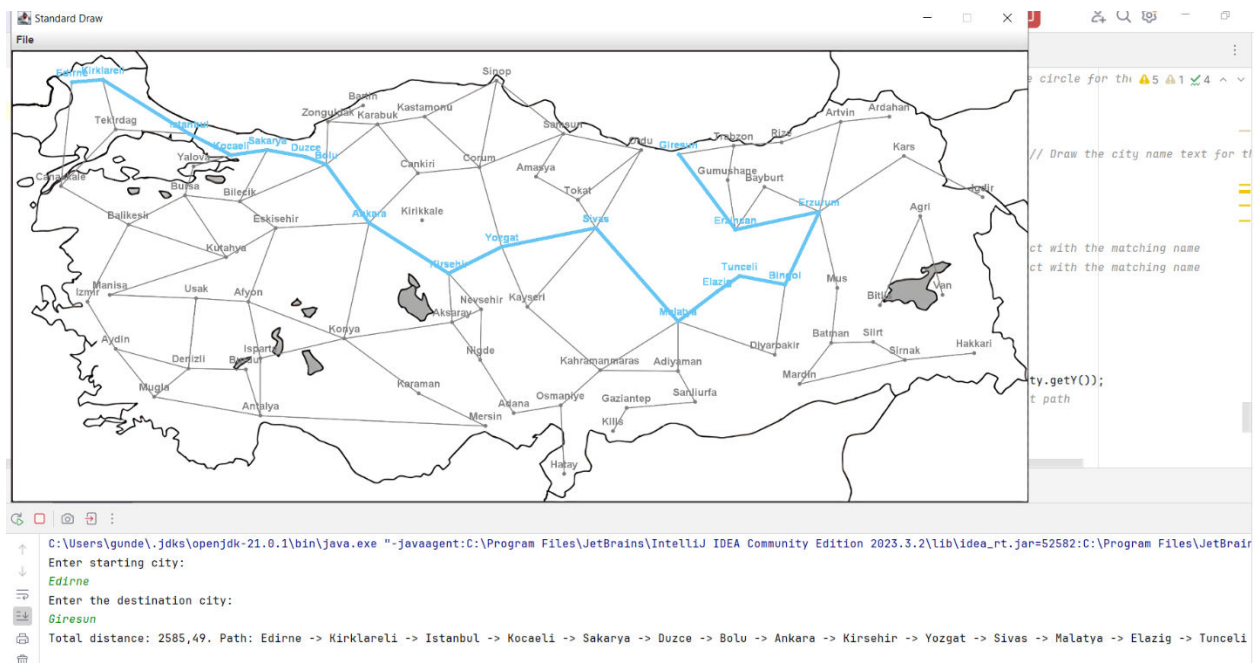 Standard Draw
File
Sinop
Edirne Kirklareli
Bartin
Zonguldak Karabuk Kastamonu
Ardahan
Artvin
Tekirdag
Istanbul
Samsun
Ordu
Giresun
Trabzon
Rize
Kocaeli
Sakarya
Duzce
Bolu
Kars
Yalova
Cankiri
Corum
Amasya
Gumushane
Bayburt
Canakkale
Bursa
Bilecik
Tokat
Igdir
Balikesir
Eskisehir
Ankara
Kirikkale
Sivas
Erzincan
Erzurum
Agri
Kutahya
Yozgat
Kirsehir
Tunceli
Elazig
Bingol
Mus
Izmir
Manisa
Usak
Afyon
Nevsehir
Kayseri
Bitlis
Van
Aksaray
Malatya
Konya
Aydin
Denizli
Isparta
Burdur
Nigde
Kahramanmaras
Adiyaman
Diyarbakir
Batman
Siirt
Sirnak
Hakkari
Mardin
Mugla
Antalya
Karaman
Mersin
Adana
Osmaniye
Gaziantep
Sanliurfa
Kilis
Hatay
circle for th
5 1 4
// Draw the city name text for th
ct with the matching name
ct with the matching name
ty.getY());
t path
C:\Users\gunde\.jdks\openjdk-21.0.1\bin\java.exe "-javaagent:C:\Program Files\JetBrains\IntelliJ IDEA Community Edition 2023.3.2\lib\idea_rt.jar=52582:C:\Program Files\JetBrain
Enter starting city:
Edirne
Enter the destination city:
Giresun
Total distance: 2585,49. Path: Edirne -> Kirklareli -> Istanbul -> Kocaeli -> Sakarya -> Duzce -> Bolu -> Ankara -> Kirsehir -> Yozgat -> Sivas -> Malatya -> Elazig -> Tunceli